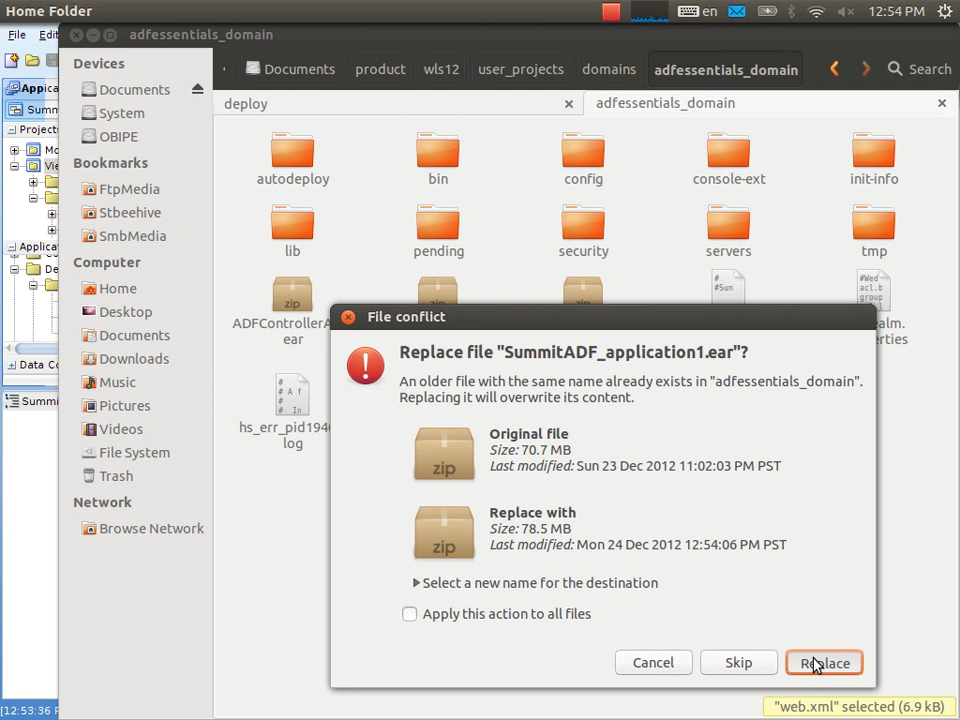 Home Folder
en
12:54 PM
File
adfessentials_domain
Devices
Documents
System
OBIPE
Bookmarks
FtpMedia
Stbeehive
SmbMedia
Computer
Home
Desktop
Documents
Downloads
Music
Pictures
Videos
File System
Trash
Network
Browse Network
Documents
product
wls12
user_projects
domains
adfessentials_domain
Search
deploy
adfessentials_domain
autodeploy
bin
config
console-ext
init-info
lib
pending
security
servers
tmp
zip
zip
zip
#
#Sun
#Wed
acl.b
group
ear
#
# A f
#
# In
log
File conflict
Replace file "SummitADF_application1.ear"?
An older file with the same name already exists in "adfessentials_domain".
Replacing it will overwrite its content.
zip
Original file
Size: 70.7 MB
Last modified: Sun 23 Dec 2012 11:02:03 PM PST
zip
Replace with
Size: 78.5 MB
Last modified: Mon 24 Dec 2012 12:54:06 PM PST
Select a new name for the destination
Apply this action to all files
Cancel
Skip
Replace
"web.xml" selected (6.9 kB)